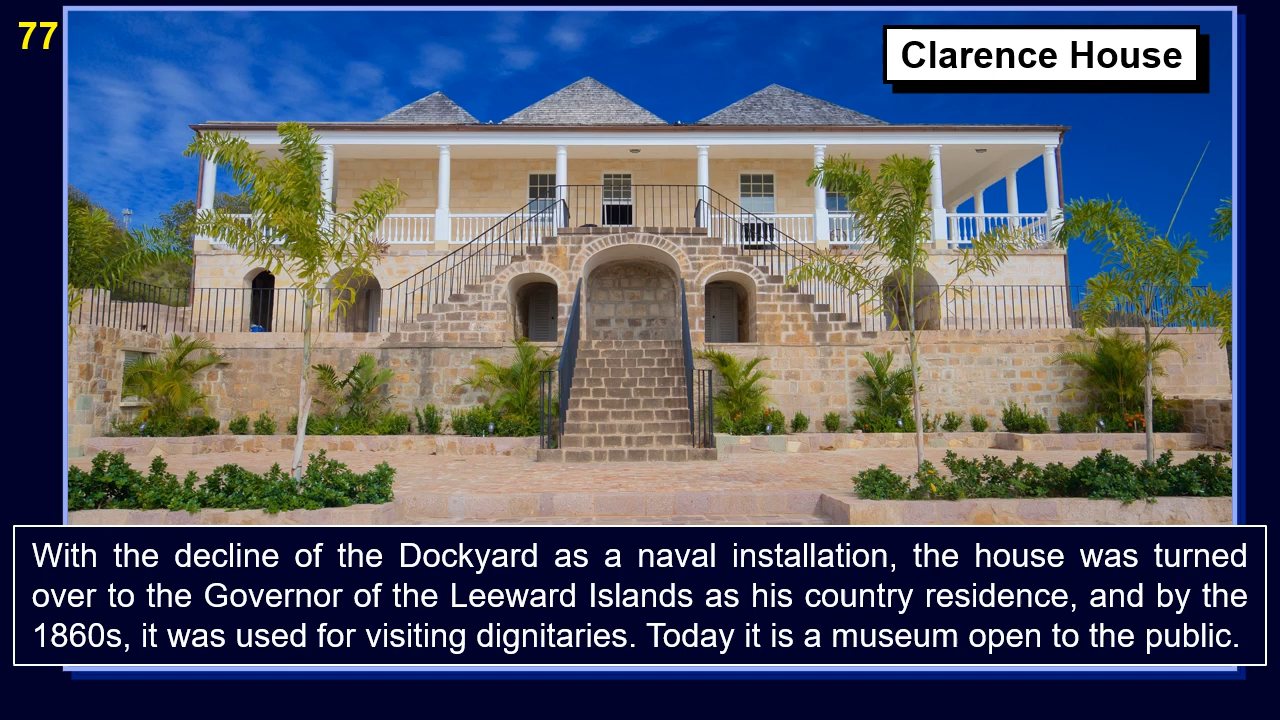 77
Clarence House
With the decline of the Dockyard as a naval installation, the house was turned
over to the Governor of the Leeward Islands as his country residence, and by the
1860s, it was used for visiting dignitaries. Today it is a museum open to the public.